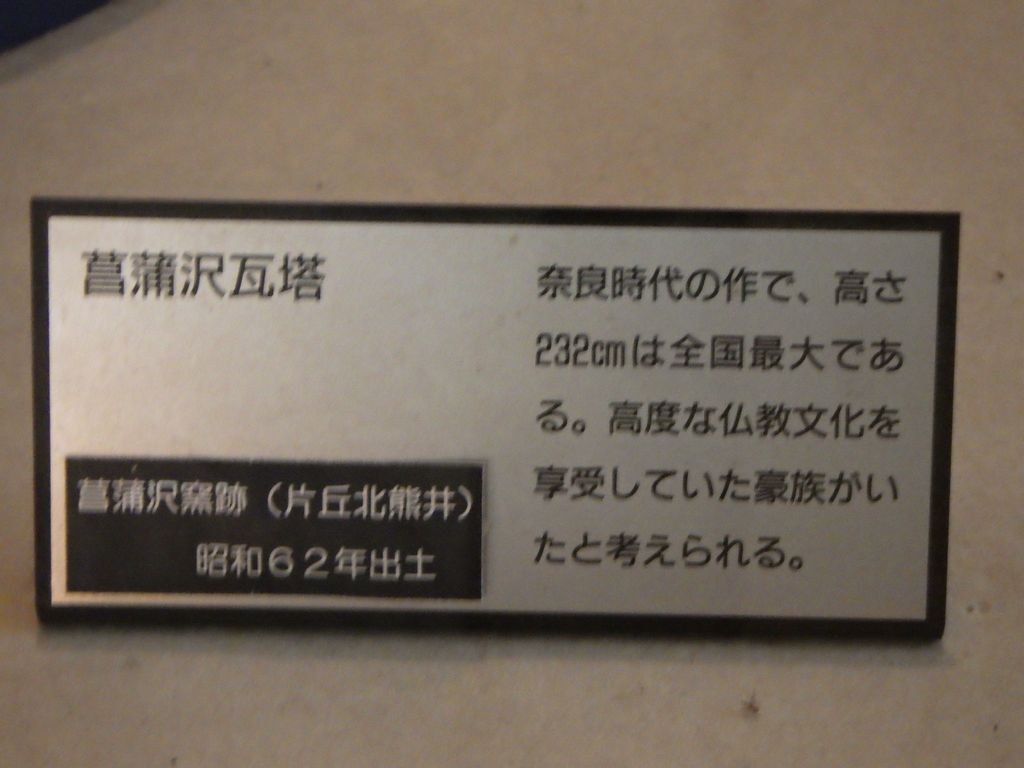 菖蒲沢瓦塔
菖蒲沢窯跡（片丘北熊井）
昭和６２年出土
奈良時代の作で、高さ
232㎝は全国最大であ
る。高度な仏教文化を
享受していた豪族がい
たと考えられる。